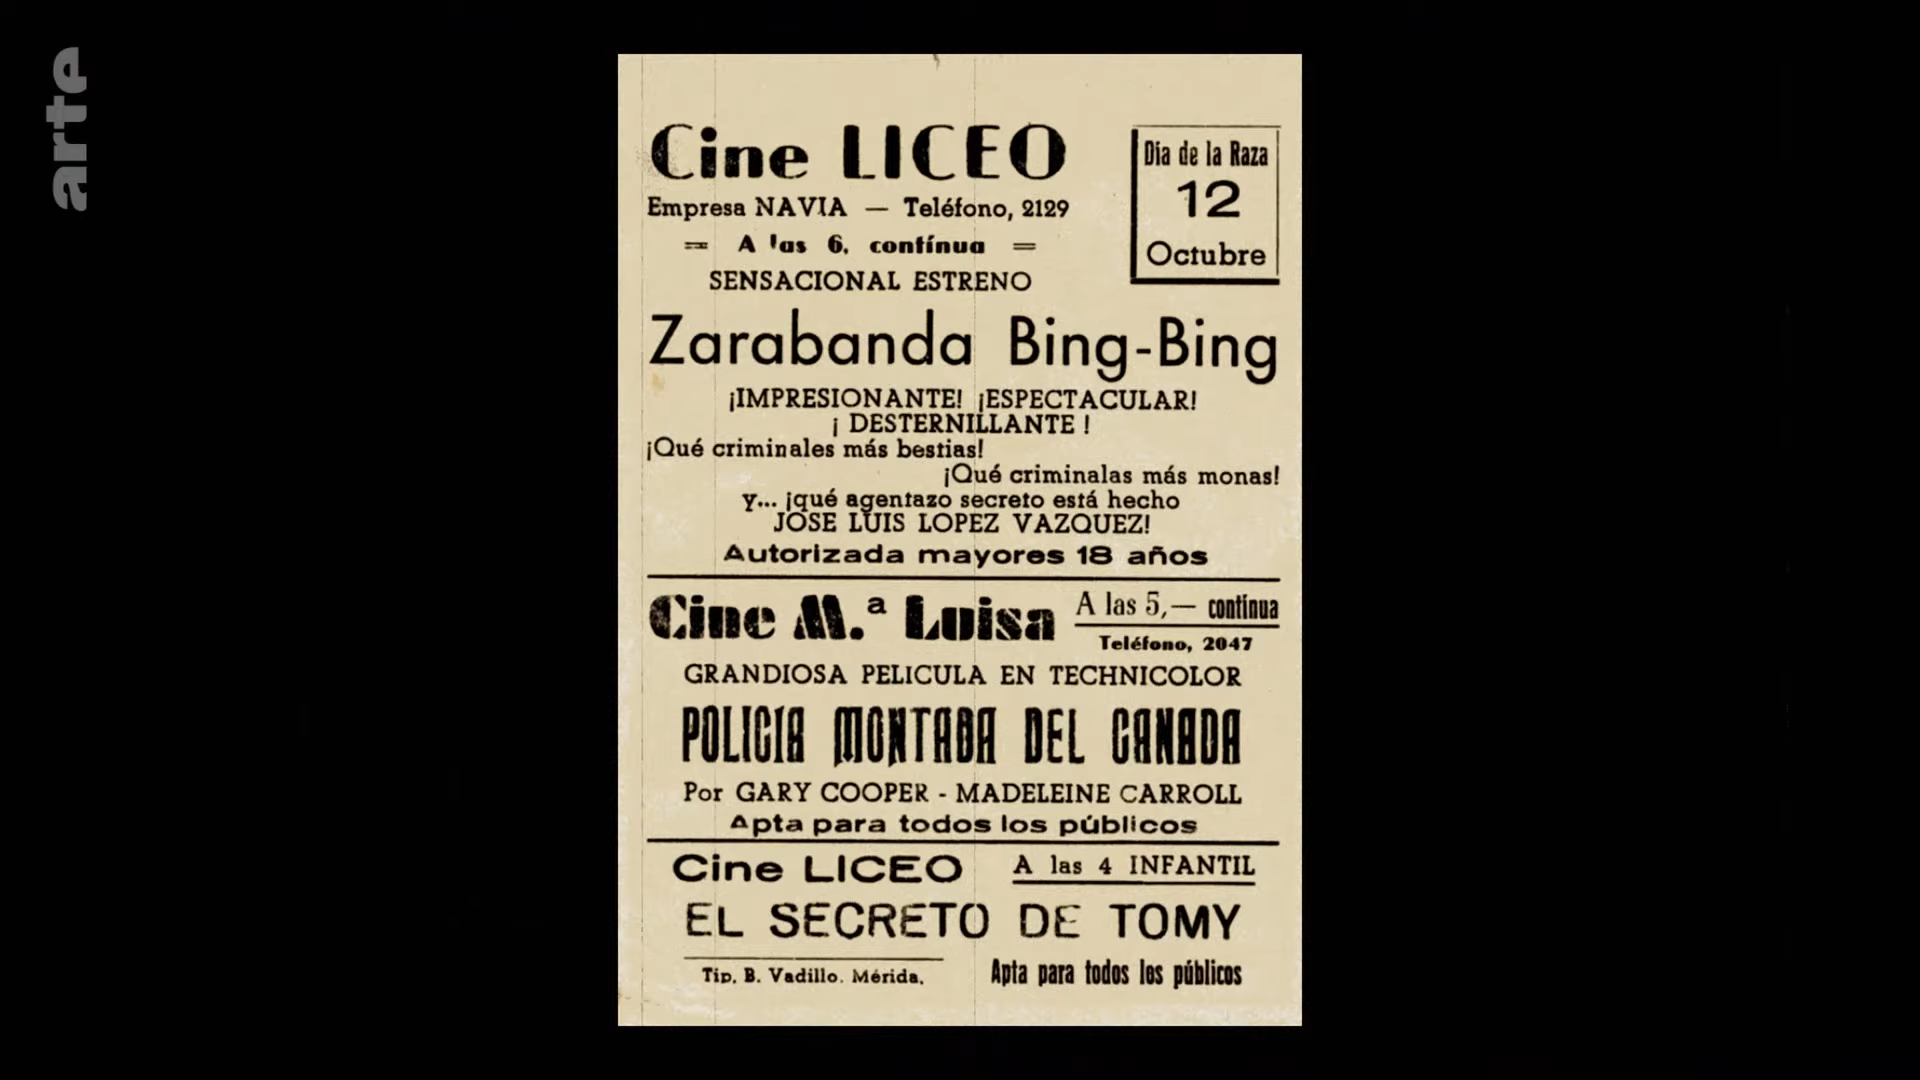 arte
Cine LICEO
Empresa NAVIA — Teléfono, 2129
= A las 6, contínua =
SENSACIONAL ESTRENO
Día de la Raza
12
Octubre
Zarabanda Bing-Bing
¡IMPRESIONANTE! ¡ESPECTACULAR!
¡ DESTERNILLANTE !
¡Qué criminales más bestias!
¡Qué criminalas más monas!
y... ¡qué agentazo secreto está hecho
JOSE LUIS LOPEZ VAZQUEZ!
Autorizada mayores 18 años
Cine M.ª Luisa
A las 5,— contínua
Teléfono, 2047
GRANDIOSA PELICULA EN TECHNICOLOR
POLICIA MONTADA DEL CANADA
Por GARY COOPER - MADELEINE CARROLL
Apta para todos los públicos
Cine LICEO
A las 4 INFANTIL
EL SECRETO DE TOMY
Tip. B. Vadillo. Mérida.
Apta para todos los públicos